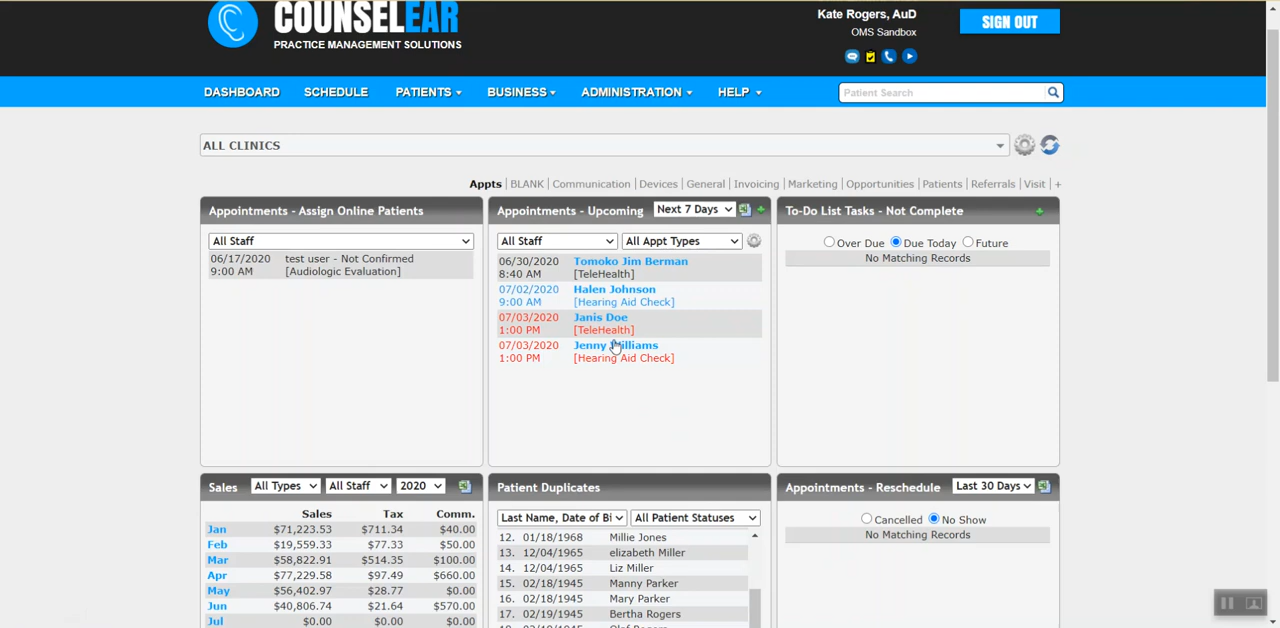 COUNSELEAR
PRACTICE MANAGEMENT SOLUTIONS
Kate Rogers, AuD
OMS Sandbox
SIGN OUT
DASHBOARD SCHEDULE PATIENTS BUSINESS ADMINISTRATION HELP
Patient Search
ALL CLINICS
Appts | BLANK | Communication | Devices | General | Invoicing | Marketing | Opportunities | Patients | Referrals | Visit | +
Appointments - Assign Online Patients
All Staff
06/17/2020 test user - Not Confirmed
9:00 AM [Audiologic Evaluation]
Appointments - Upcoming Next 7 Days
All Staff All Appt Types
06/30/2020 Tomoko Jim Berman
8:40 AM [TeleHealth]
07/02/2020 Halen Johnson
9:00 AM [Hearing Aid Check]
07/03/2020 Janis Doe
1:00 PM [TeleHealth]
07/03/2020 Jenny Williams
1:00 PM [Hearing Aid Check]
To-Do List Tasks - Not Complete
Over Due Due Today Future
No Matching Records
Sales All Types All Staff 2020
Sales Tax Comm.
Jan $71,223.53 $711.34 $40.00
Feb $19,559.33 $77.33 $50.00
Mar $58,822.91 $514.35 $100.00
Apr $77,229.58 $97.49 $660.00
May $56,402.97 $28.77 $0.00
Jun $40,806.74 $21.64 $570.00
Jul $0.00 $0.00 $0.00
Patient Duplicates
Last Name, Date of Bi All Patient Statuses
12. 01/18/1968 Millie Jones
13. 12/04/1965 elizabeth Miller
14. 12/04/1965 Liz Miller
15. 02/18/1945 Manny Parker
16. 02/18/1945 Mary Parker
17. 02/19/1945 Bertha Rogers
Appointments - Reschedule Last 30 Days
Cancelled No Show
No Matching Records